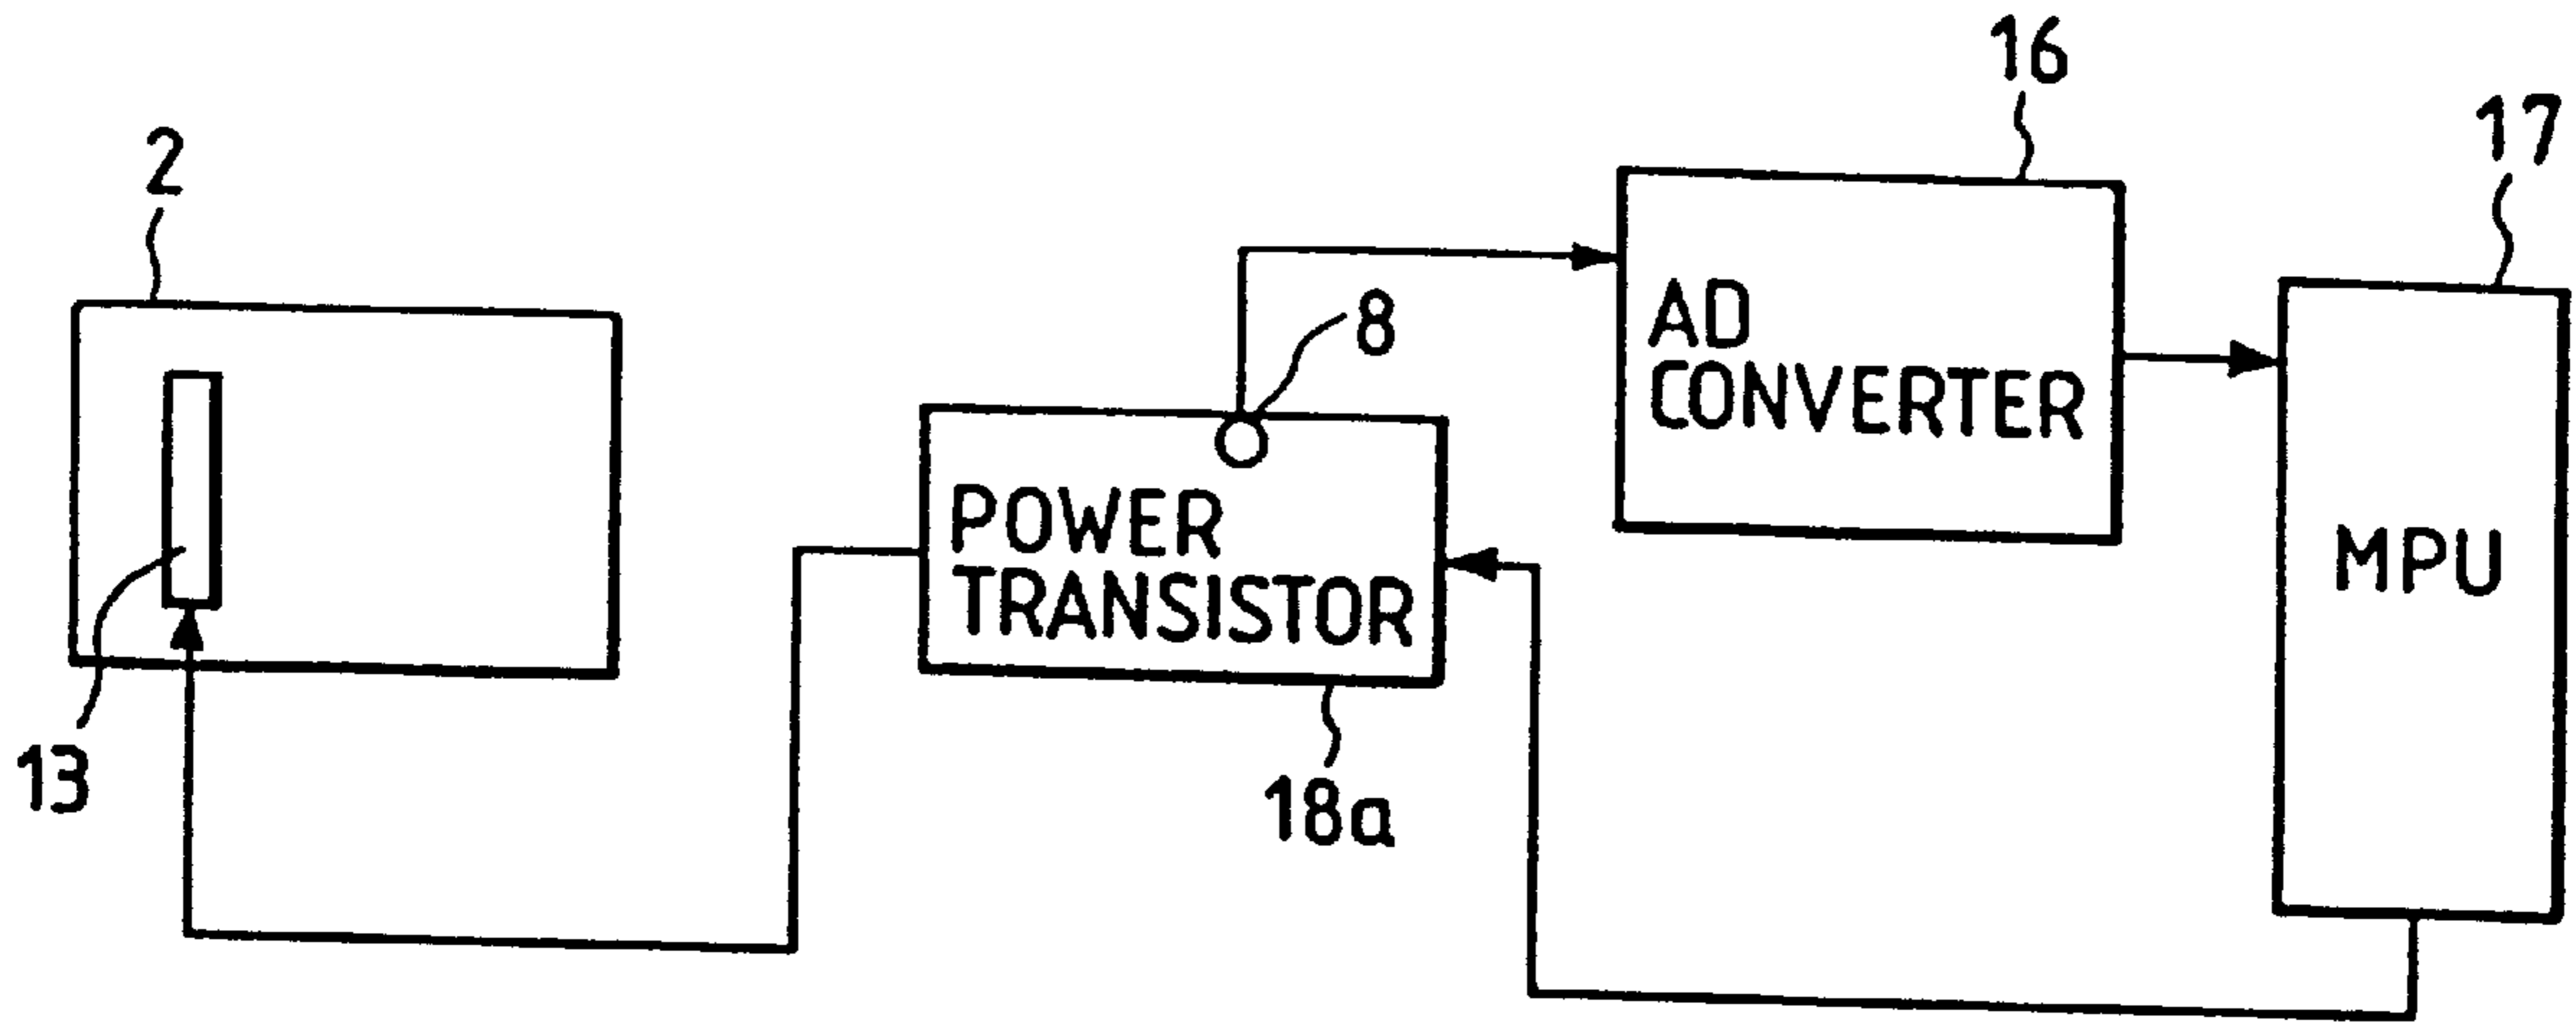 16
17
2
8
AD
CONVERTER
POWER
TRANSISTOR
MPU
13
18a